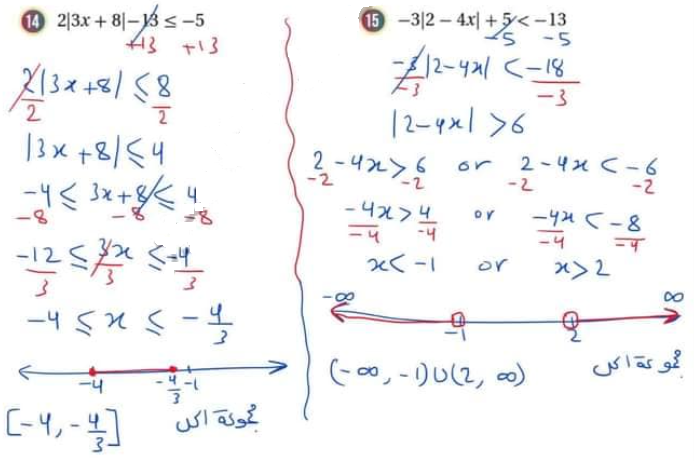 14 2|3x + 8| − 13 ≤ −5
+13 +13
2|3x + 8| ≤ 8
2 2
|3x + 8| ≤ 4
-4 ≤ 3x + 8 ≤ 4
-8 -8 -8
-12 ≤ 3x ≤ -4
3 3 3
-4 ≤ x ≤ -4/3
-4 -4/3 -1
[-4, -4/3]
15 −3|2 − 4x| + 5 < −13
-5 -5
-3|2-4x| < -18
-3 -3
|2-4x| > 6
2-4x > 6 or 2-4x < -6
-2 -2 -2 -2
-4x > 4 or -4x < -8
-4 -4 -4 -4
x < -1 or x > 2
-∞ ∞
-1 2
(-∞, -1) ∪ (2, ∞)